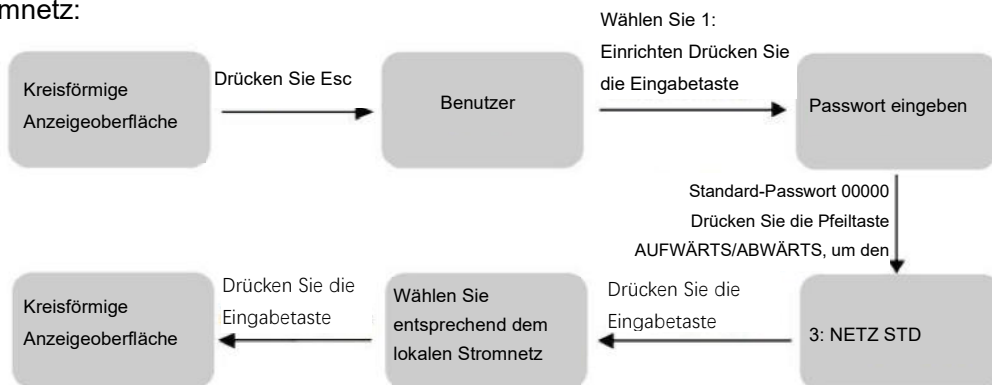 mnetz:
Kreisförmige
Anzeigeoberfläche
Drücken Sie Esc
Benutzer
Wählen Sie 1:
Einrichten Drücken Sie
die Eingabetaste
Passwort eingeben
Standard-Passwort 00000
Drücken Sie die Pfeiltaste
AUFWÄRTS/ABWÄRTS, um den
3: NETZ STD
Drücken Sie die
Eingabetaste
Wählen Sie
entsprechend dem
lokalen Stromnetz
Drücken Sie die
Eingabetaste
Kreisförmige
Anzeigeoberfläche